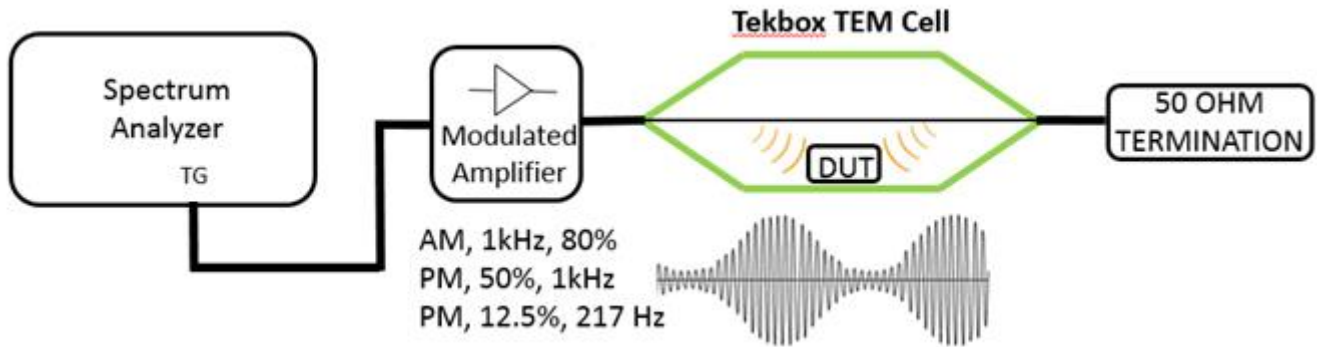 Tekbox TEM Cell
Spectrum
Analyzer
TG
Modulated
Amplifier
DUT
50 OHM
TERMINATION
AM, 1kHz, 80%
PM, 50%, 1kHz
PM, 12.5%, 217 Hz